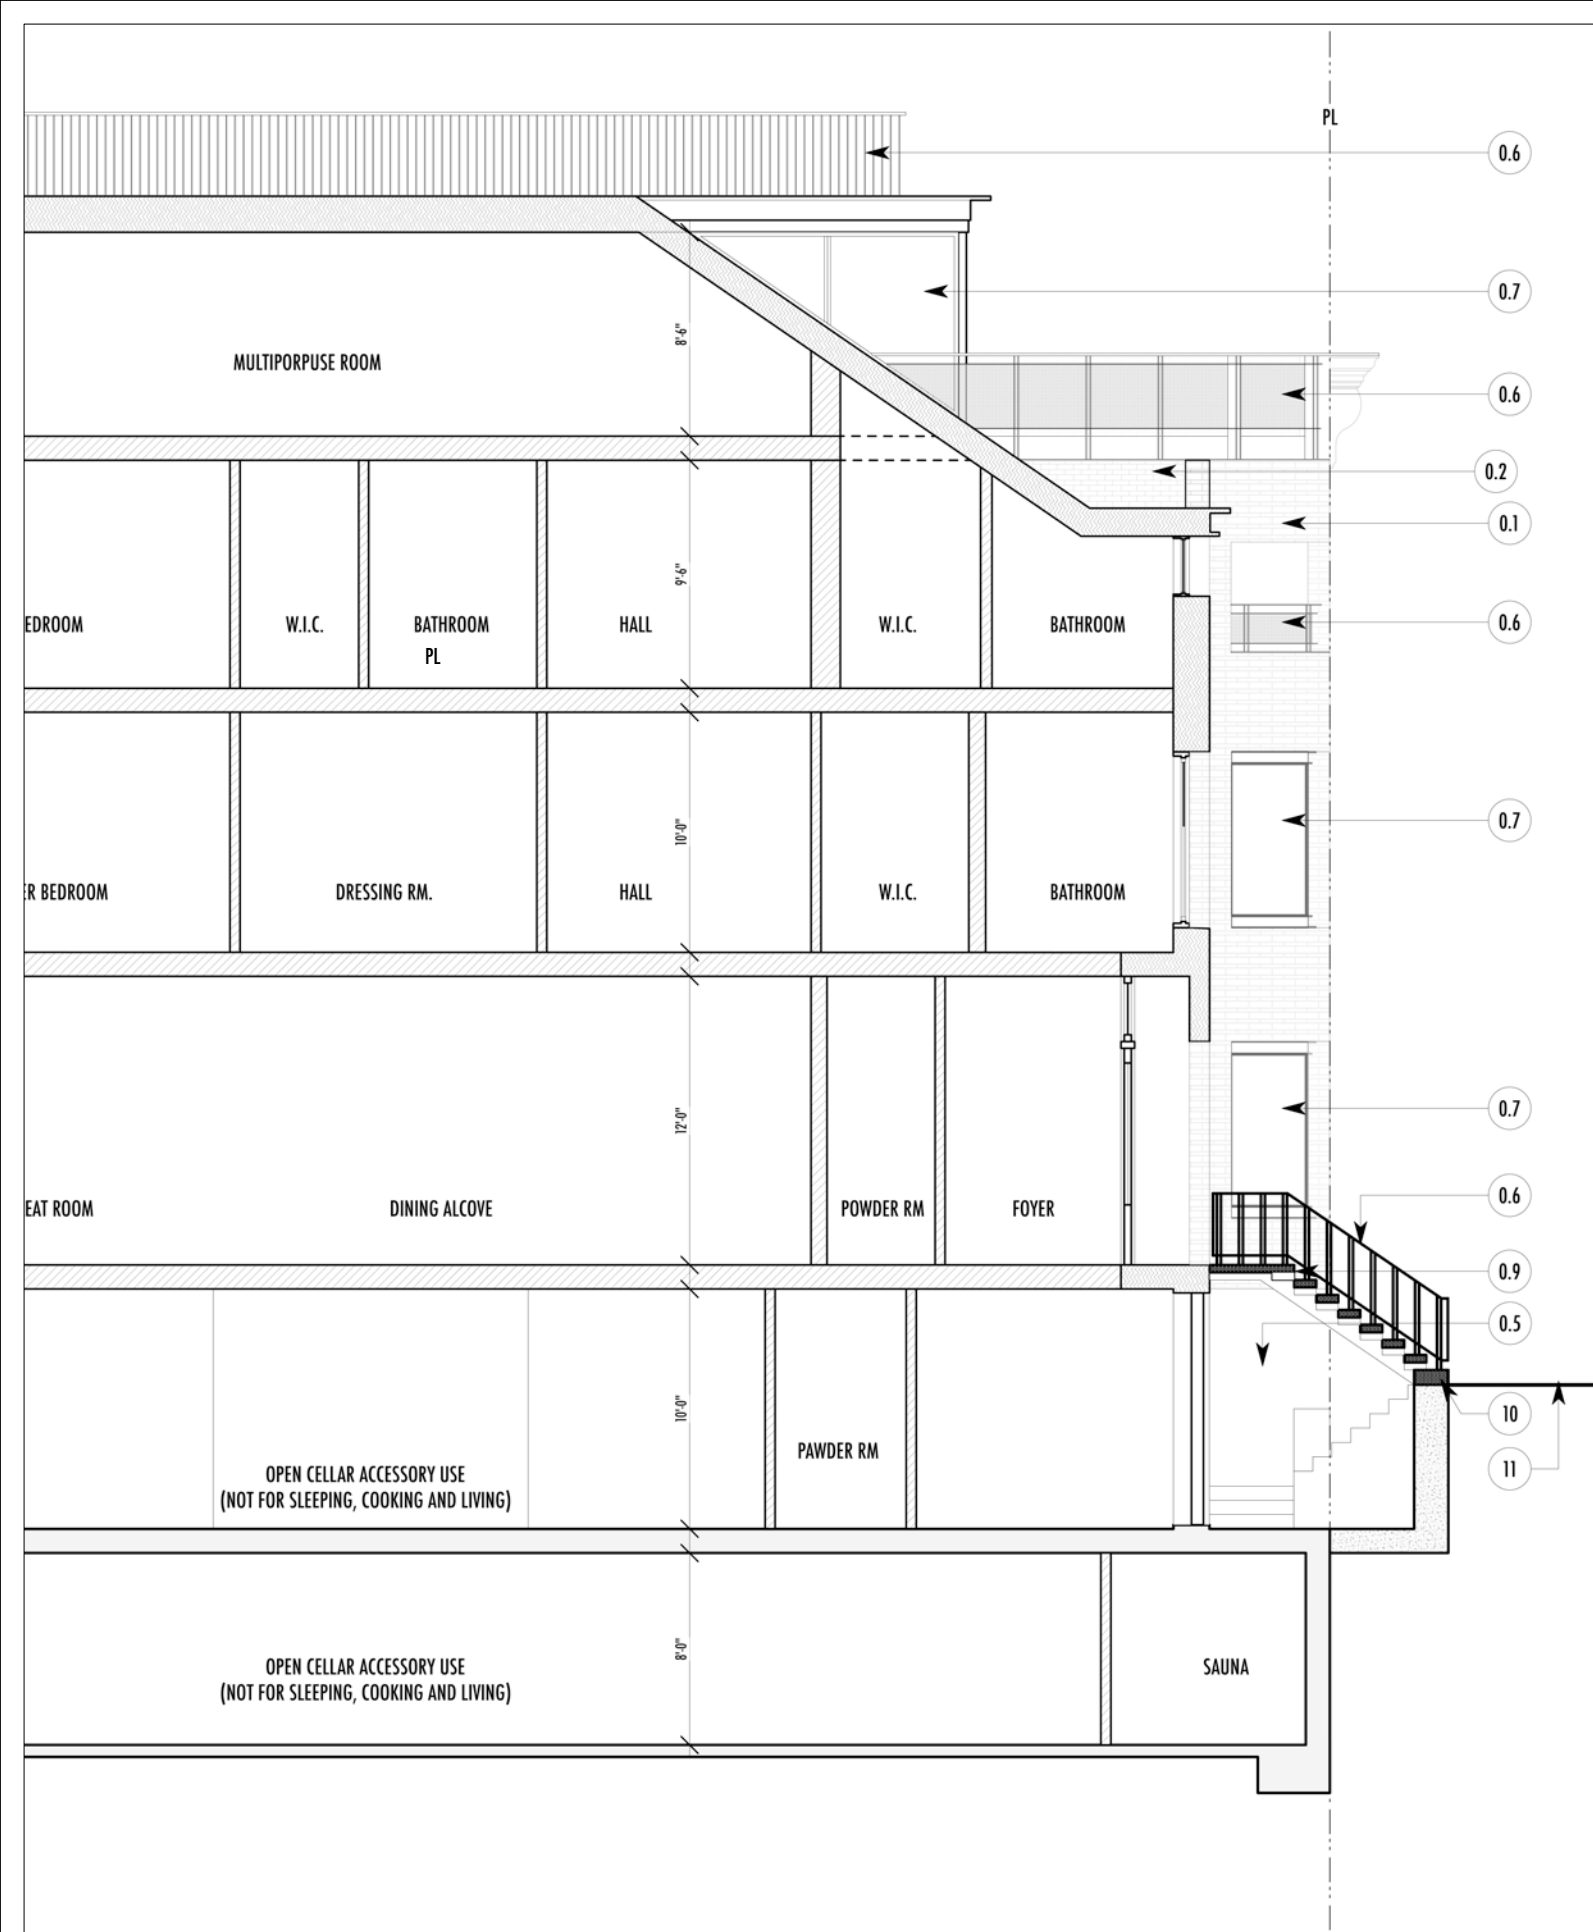 PL
0.6
0.7
8'-6"
MULTIPORPUSE ROOM
0.6
0.2
0.1
9'-6"
EDROOM W.I.C. BATHROOM HALL W.I.C. BATHROOM
0.6
PL
10'-0"
0.7
ER BEDROOM DRESSING RM. HALL W.I.C. BATHROOM
12'-0"
0.7
0.6
EAT ROOM DINING ALCOVE POWDER RM FOYER
0.9
0.5
10'-0"
10
PAWDER RM
11
OPEN CELLAR ACCESSORY USE
(NOT FOR SLEEPING, COOKING AND LIVING)
8'-0"
OPEN CELLAR ACCESSORY USE
(NOT FOR SLEEPING, COOKING AND LIVING)
SAUNA